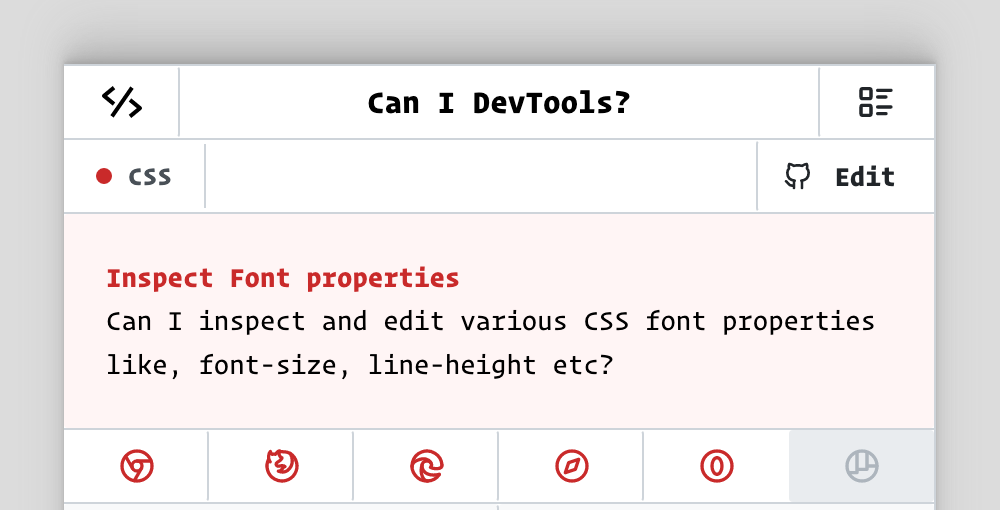 Can I DevTools?
CSS
Edit
Inspect Font properties
Can I inspect and edit various CSS font properties
like, font-size, line-height etc?